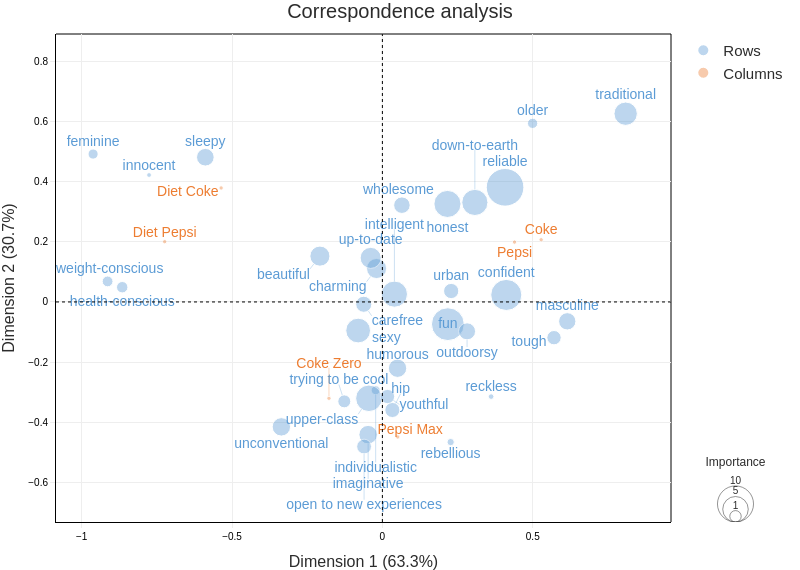 Correspondence analysis
Rows
Columns
0.8
0.6
0.4
0.2
0
−0.2
−0.4
−0.6
Dimension 2 (30.7%)
traditional
older
feminine
sleepy
down-to-earth
innocent
reliable
Diet Coke
wholesome
intelligent
honest
Diet Pepsi
Coke
up-to-date
Pepsi
weight-conscious
beautiful
urban
confident
charming
health-conscious
masculine
carefree
fun
sexy
tough
humorous
outdoorsy
Coke Zero
trying to be cool
hip
reckless
youthful
upper-class
Pepsi Max
unconventional
rebellious
individualistic
imaginative
open to new experiences
−1
−0.5
0
0.5
Dimension 1 (63.3%)
Importance
10
5
1